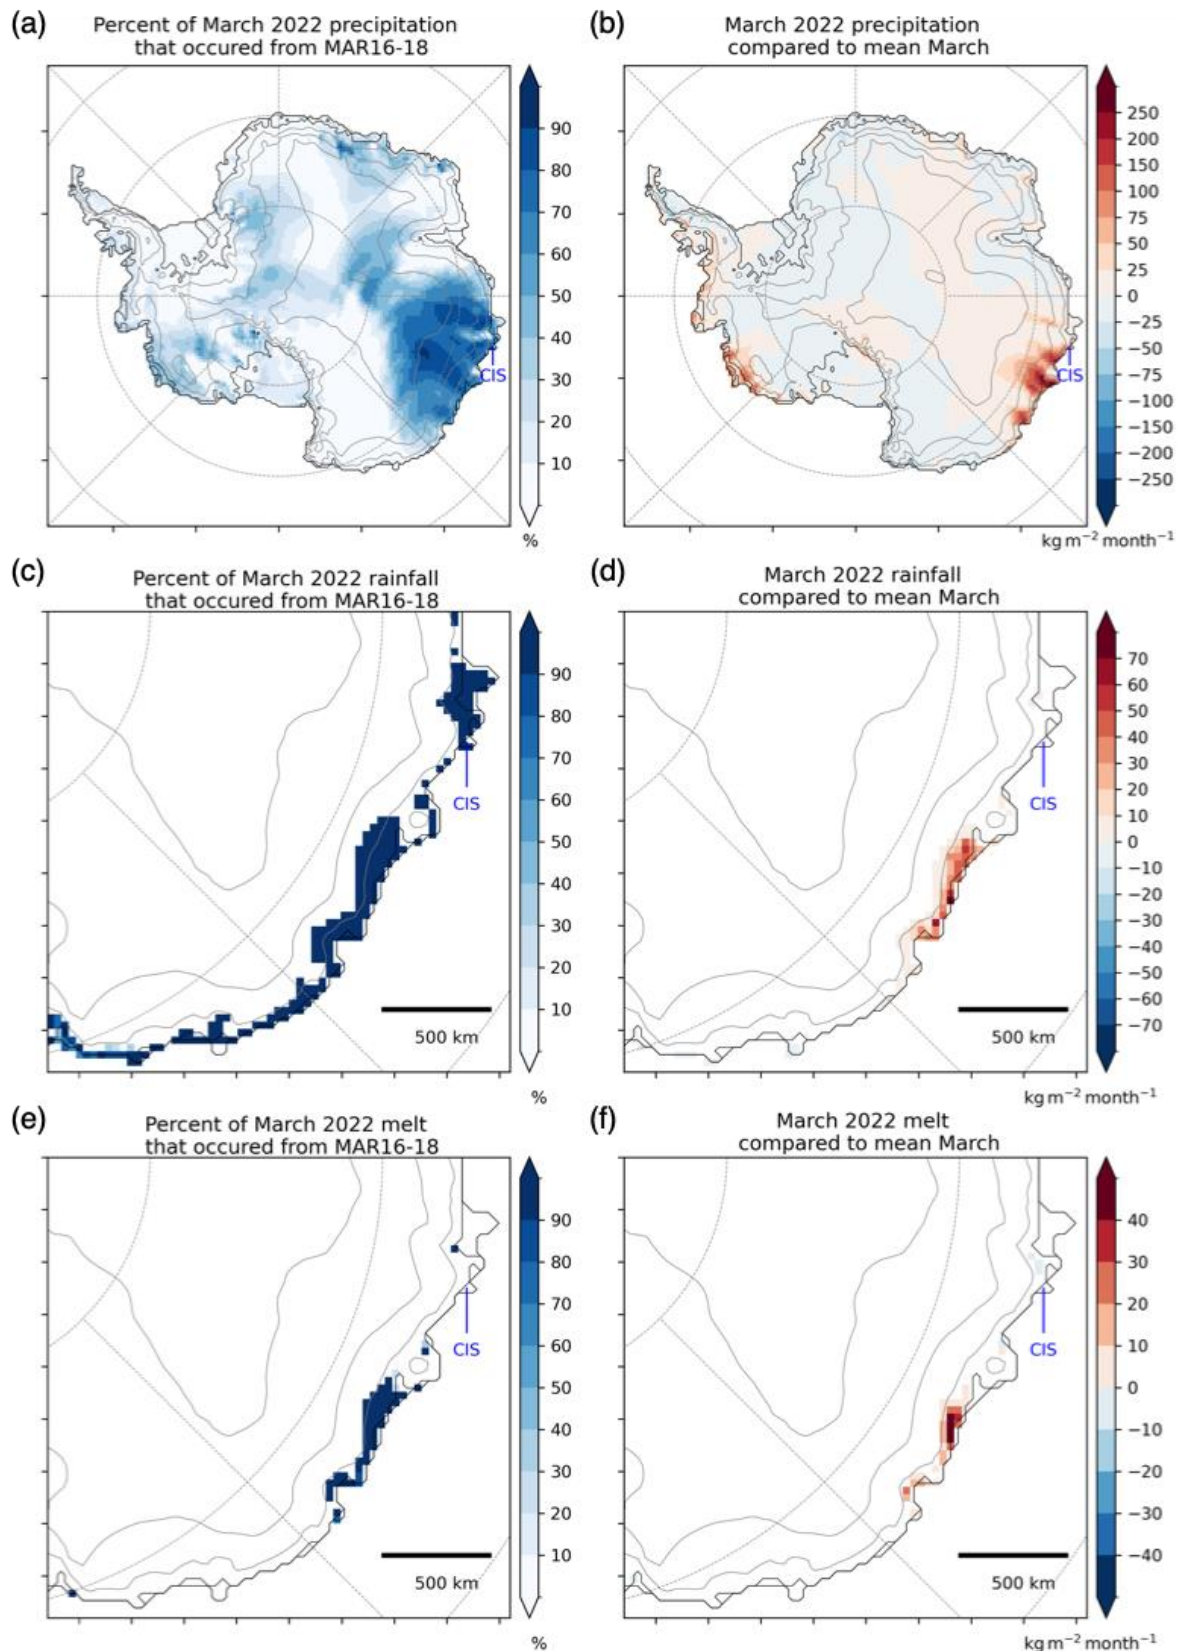 (a)
Percent of March 2022 precipitation
that occured from MAR16-18
90
80
70
60
50
40
30
20
10
%
CIS
(b)
March 2022 precipitation
compared to mean March
250
200
150
100
75
50
25
0
−25
−50
−75
−100
−150
−200
−250
kg m⁻² month⁻¹
CIS
(c)
Percent of March 2022 rainfall
that occured from MAR16-18
90
80
70
60
50
40
30
20
10
%
CIS
500 km
(d)
March 2022 rainfall
compared to mean March
70
60
50
40
30
20
10
0
−10
−20
−30
−40
−50
−60
−70
kg m⁻² month⁻¹
CIS
500 km
(e)
Percent of March 2022 melt
that occured from MAR16-18
90
80
70
60
50
40
30
20
10
%
CIS
500 km
(f)
March 2022 melt
compared to mean March
40
30
20
10
0
−10
−20
−30
−40
kg m⁻² month⁻¹
CIS
500 km